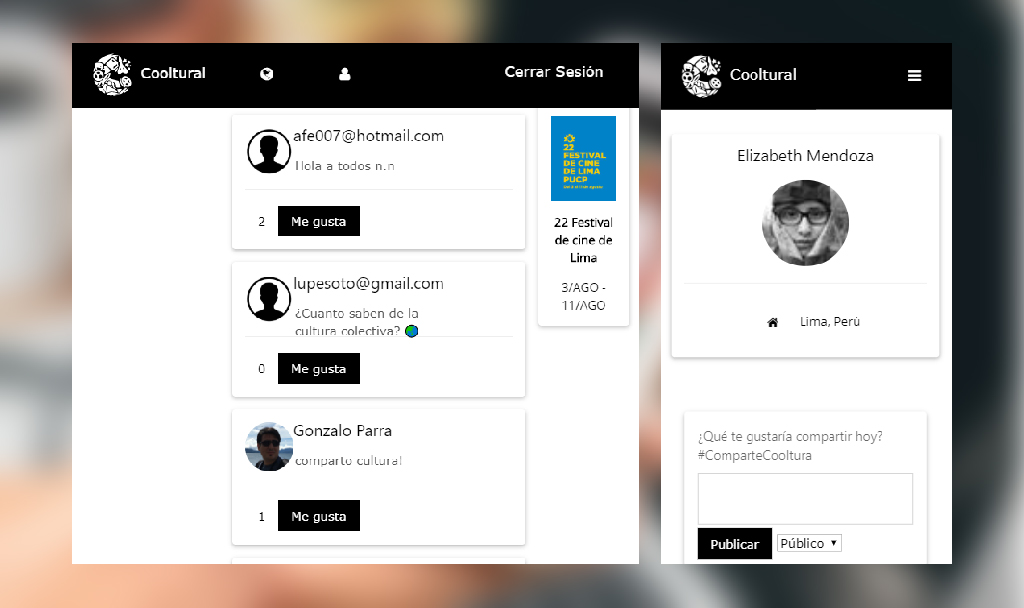 Cooltural
Cerrar Sesión
afe007@hotmail.com
Hola a todos n.n
2
Me gusta
lupesoto@gmail.com
¿Cuanto saben de la
cultura colectiva?
0
Me gusta
Gonzalo Parra
comparto cultura!
1
Me gusta
22
FESTIVAL
DE CINE
DE LIMA
PUCP
22 Festival
de cine de
Lima
3/AGO -
11/AGO
Cooltural
Elizabeth Mendoza
Lima, Perú
¿Qué te gustaría compartir hoy?
#ComparteCooltura
Publicar
Público